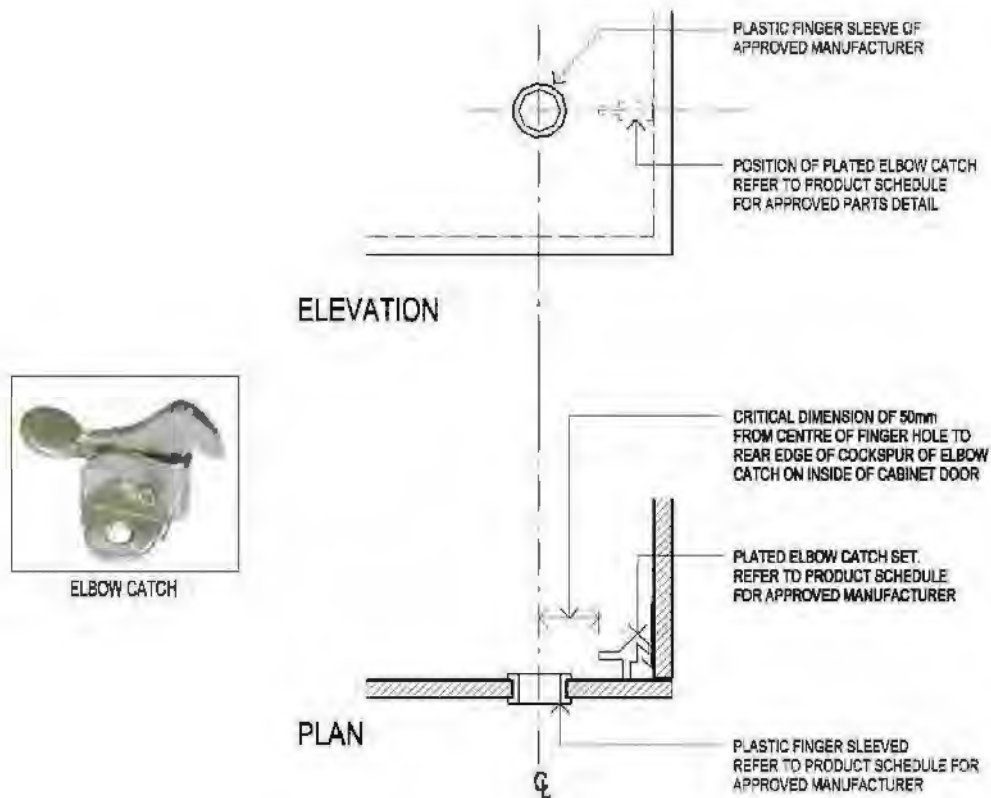 PLASTIC FINGER SLEEVE OF
APPROVED MANUFACTURER
POSITION OF PLATED ELBOW CATCH
REFER TO PRODUCT SCHEDULE
FOR APPROVED PARTS DETAIL
ELEVATION
CRITICAL DIMENSION OF 50mm
FROM CENTRE OF FINGER HOLE TO
REAR EDGE OF COCKSPUR OF ELBOW
CATCH ON INSIDE OF CABINET DOOR
PLATED ELBOW CATCH SET.
REFER TO PRODUCT SCHEDULE
FOR APPROVED MANUFACTURER
ELBOW CATCH
PLAN
PLASTIC FINGER SLEEVED
REFER TO PRODUCT SCHEDULE FOR
APPROVED MANUFACTURER
℄